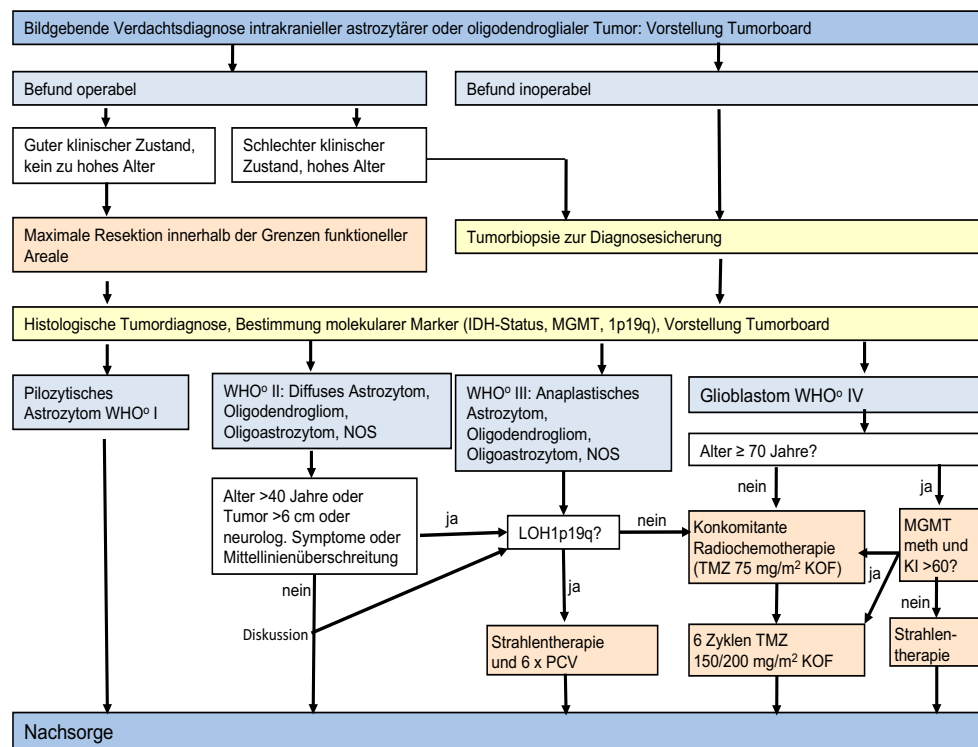 Bildgebende Verdachtsdiagnose intrakranieller astrozytärer oder oligodendroglialer Tumor: Vorstellung Tumorboard
Befund operabel
Befund inoperabel
Guter klinischer Zustand,
kein zu hohes Alter
Schlechter klinischer
Zustand, hohes Alter
Maximale Resektion innerhalb der Grenzen funktioneller
Areale
Tumorbiopsie zur Diagnosesicherung
Histologische Tumordiagnose, Bestimmung molekularer Marker (IDH-Status, MGMT, 1p19q), Vorstellung Tumorboard
Pilozytisches
Astrozytom WHO° I
WHO° II: Diffuses Astrozytom,
Oligodendrogliom,
Oligoastrozytom, NOS
WHO° III: Anaplastisches
Astrozytom,
Oligodendrogliom,
Oligoastrozytom, NOS
Glioblastom WHO° IV
Alter ≥ 70 Jahre?
nein
ja
Alter >40 Jahre oder
Tumor >6 cm oder
neurolog. Symptome oder
Mittellinienüberschreitung
ja
LOH1p19q?
nein
Konkomitante
Radiochemotherapie
(TMZ 75 mg/m² KOF)
MGMT
meth und
KI >60?
ja
nein
nein
Diskussion
ja
Strahlentherapie
und 6 x PCV
6 Zyklen TMZ
150/200 mg/m² KOF
Strahlen-
therapie
Nachsorge